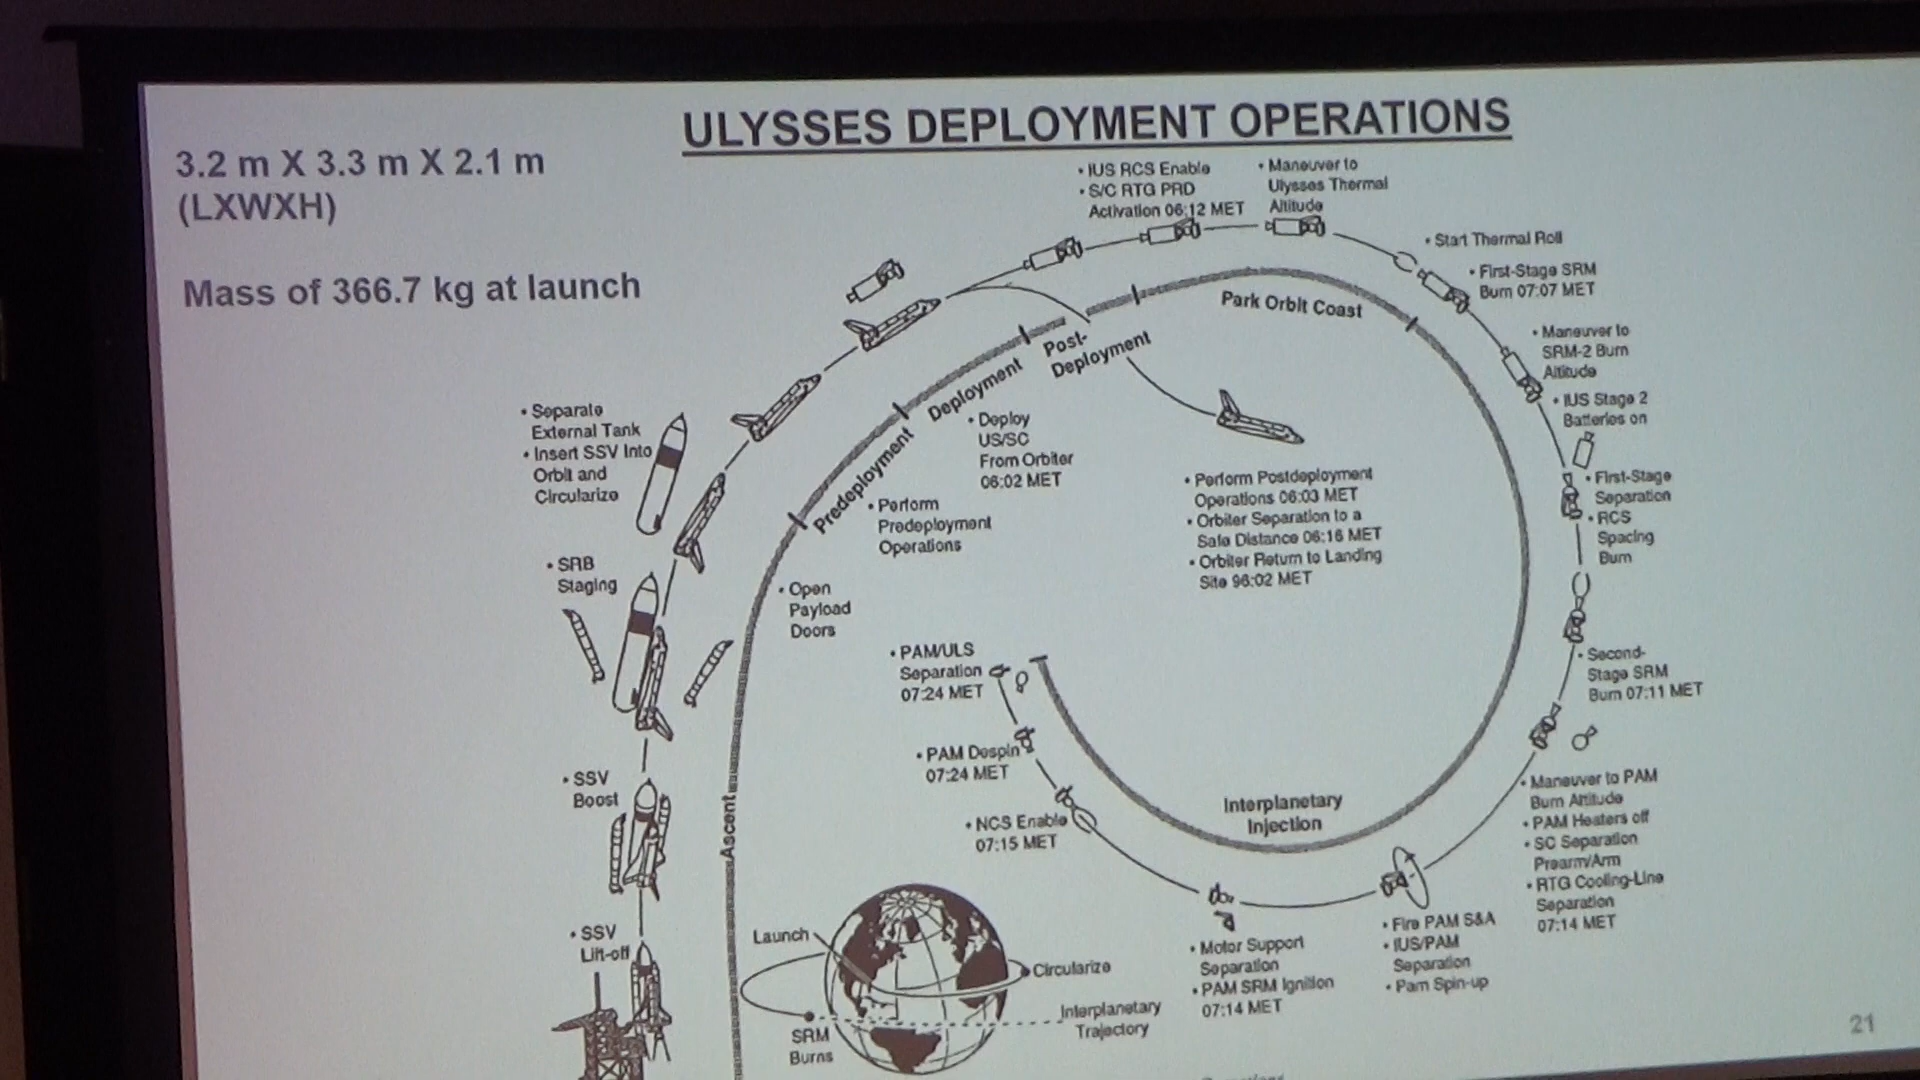 ULYSSES DEPLOYMENT OPERATIONS
3.2 m X 3.3 m X 2.1 m
(LXWXH)
Mass of 366.7 kg at launch
• IUS RCS Enable
• S/C RTG PRD
Activation 06:12 MET
• Maneuver to
Ulysses Thermal
Altitude
• Start Thermal Roll
• First-Stage SRM
Burn 07:07 MET
• Maneuver to
SRM-2 Burn
Altitude
• IUS Stage 2
Batteries on
• First-Stage
Separation
• RCS
Spacing
Burn
• Second-
Stage SRM
Burn 07:11 MET
• Maneuver to PAM
Burn Altitude
• PAM Heaters off
• SC Separation
Prearm/Arm
• RTG Cooling-Line
Separation
07:14 MET
• Fire PAM S&A
• IUS/PAM
Separation
• Pam Spin-up
• Motor Support
Separation
• PAM SRM Ignition
07:14 MET
• NCS Enable
07:15 MET
• PAM Despin
07:24 MET
• PAM/ULS
Separation
07:24 MET
Park Orbit Coast
Post-
Deployment
Deployment
Predeployment
Ascent
Interplanetary
Injection
• Deploy
US/SC
From Orbiter
06:02 MET
• Perform
Predeployment
Operations
• Open
Payload
Doors
• Perform Postdeployment
Operations 06:03 MET
• Orbiter Separation to a
Safe Distance 06:16 MET
• Orbiter Return to Landing
Site 96:02 MET
• Separate
External Tank
• Insert SSV Into
Orbit and
Circularize
• SRB
Staging
• SSV
Boost
• SSV
Lift-off
Launch
Circularize
Interplanetary
Trajectory
SRM
Burns
21